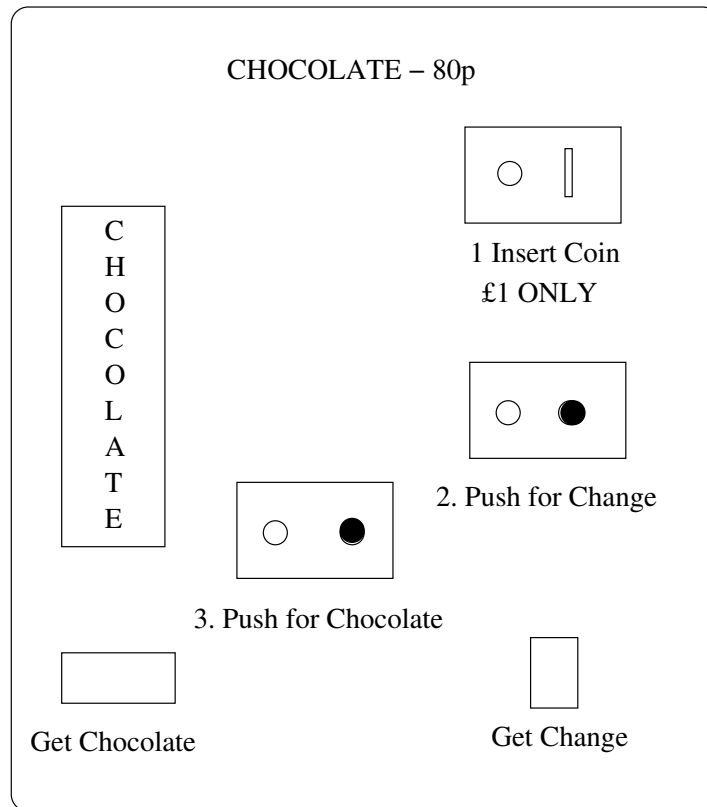 CHOCOLATE – 80p
1 Insert Coin
£1 ONLY
C
H
O
C
O
L
A
T
E
2. Push for Change
3. Push for Chocolate
Get Chocolate
Get Change